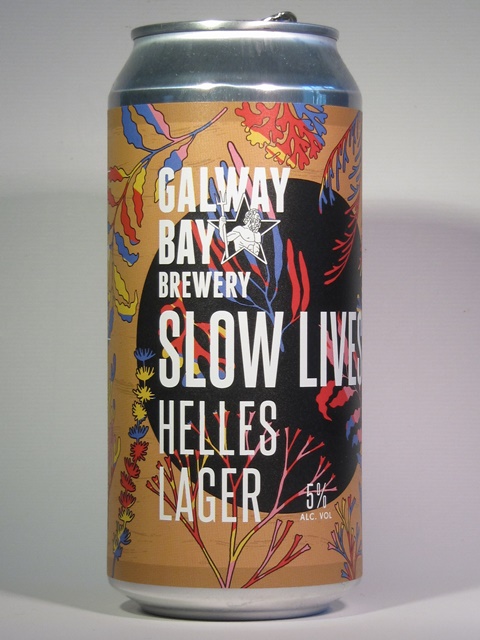 GALWAY
BAY
BREWERY
SLOW LIVES
HELLES
LAGER
5%
ALC. VOL